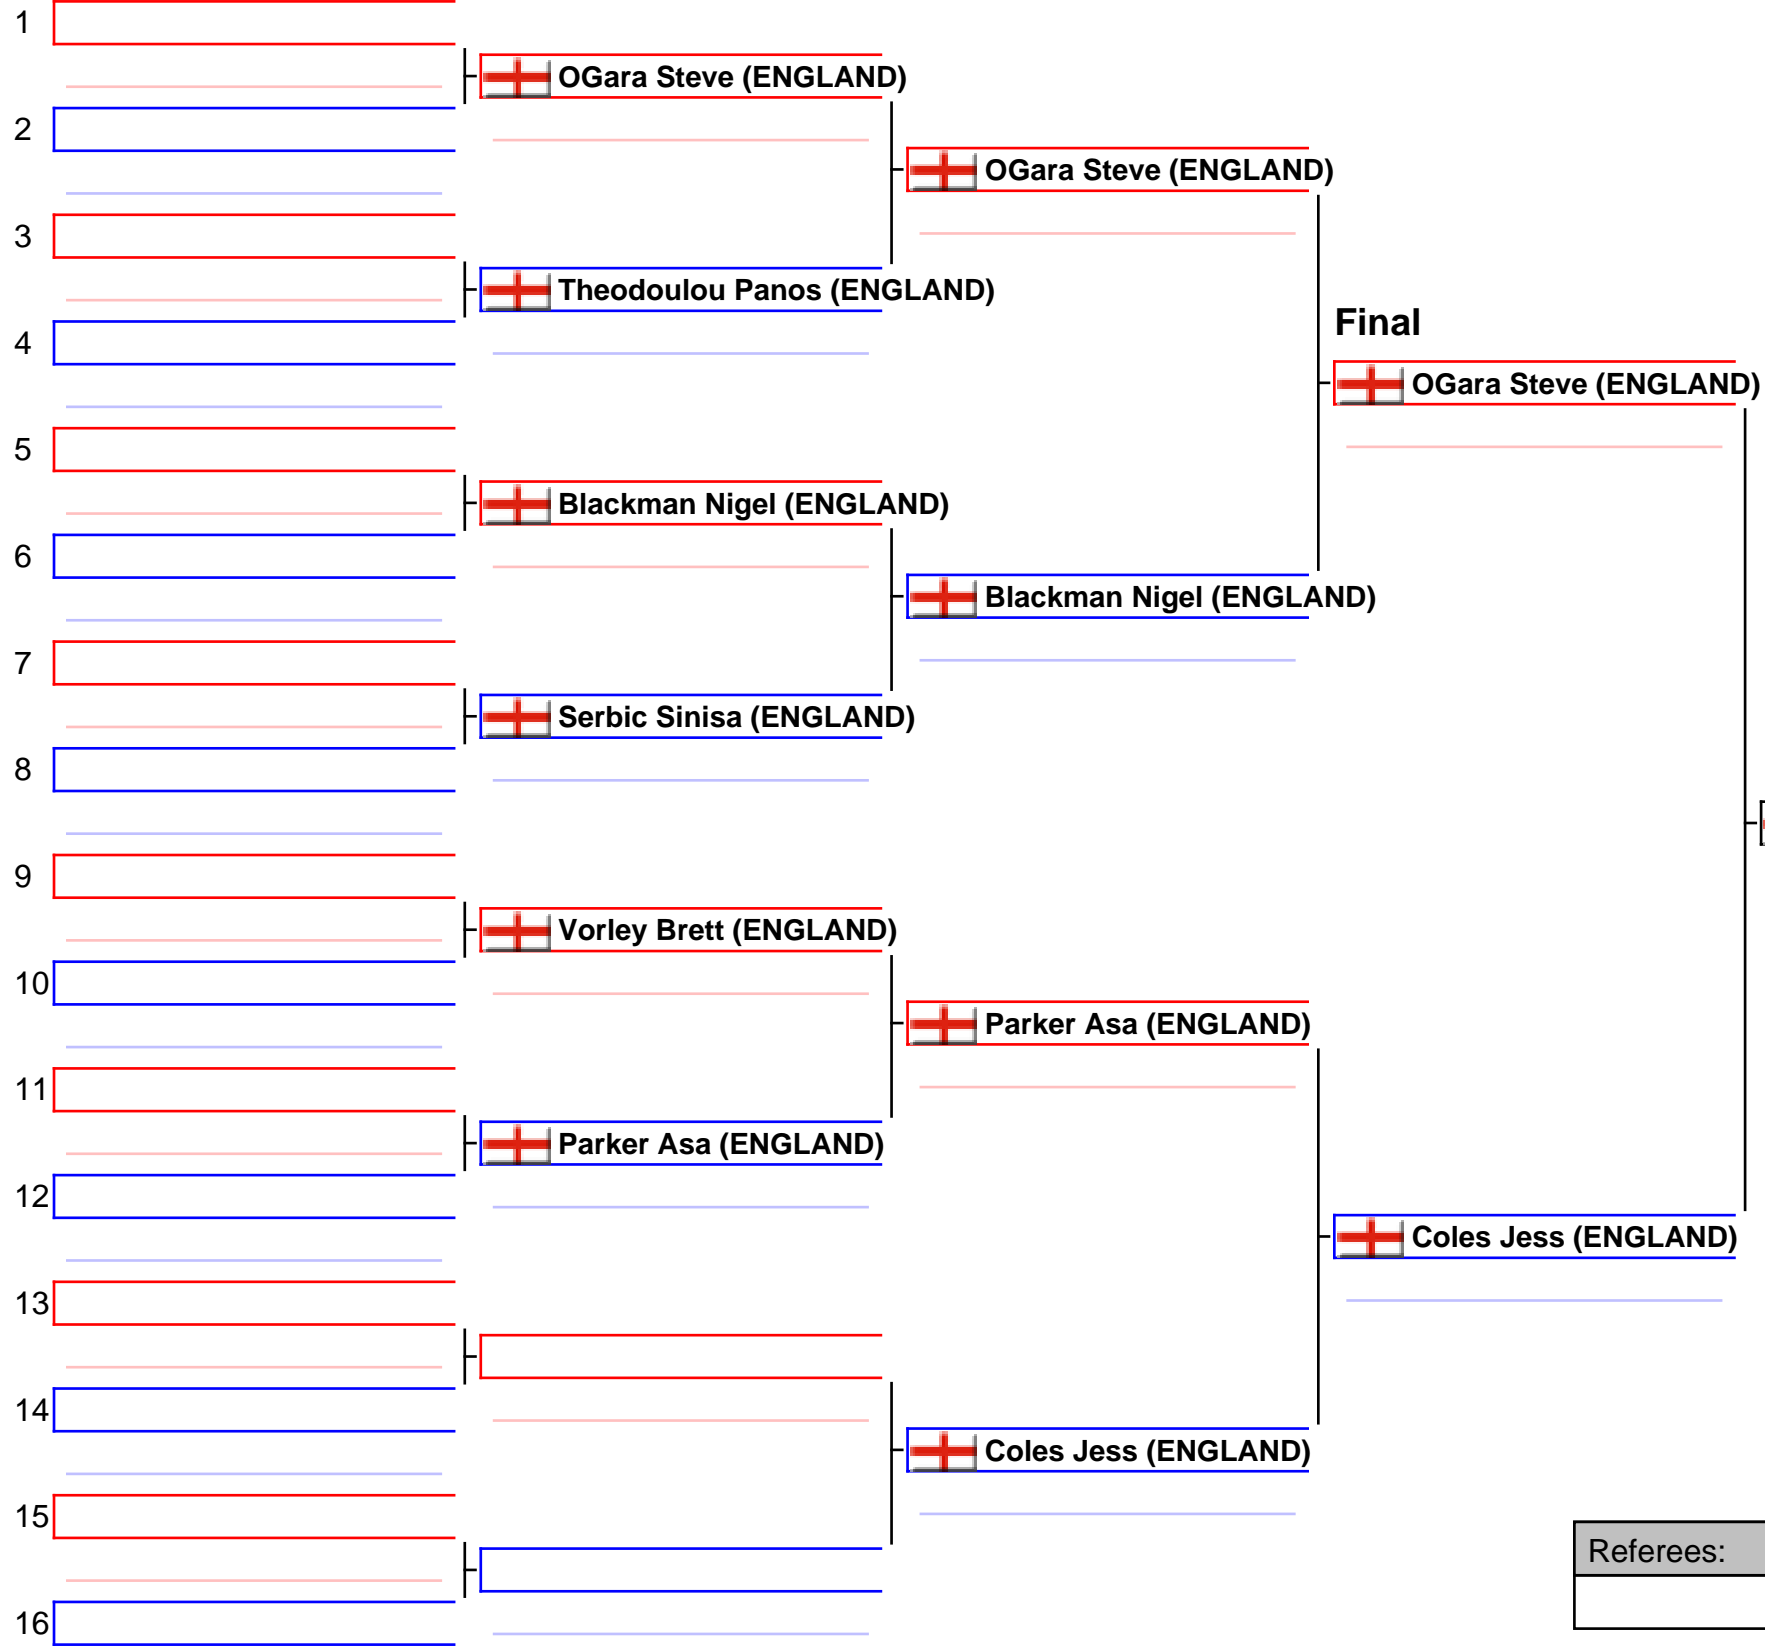 1
OGara Steve (ENGLAND)
2
OGara Steve (ENGLAND)
3
Theodoulou Panos (ENGLAND)
Final
4
OGara Steve (ENGLAND)
5
Blackman Nigel (ENGLAND)
6
Blackman Nigel (ENGLAND)
7
Serbic Sinisa (ENGLAND)
8
9
Vorley Brett (ENGLAND)
10
Parker Asa (ENGLAND)
11
Parker Asa (ENGLAND)
12
Coles Jess (ENGLAND)
13
14
Coles Jess (ENGLAND)
15
Referees:
16